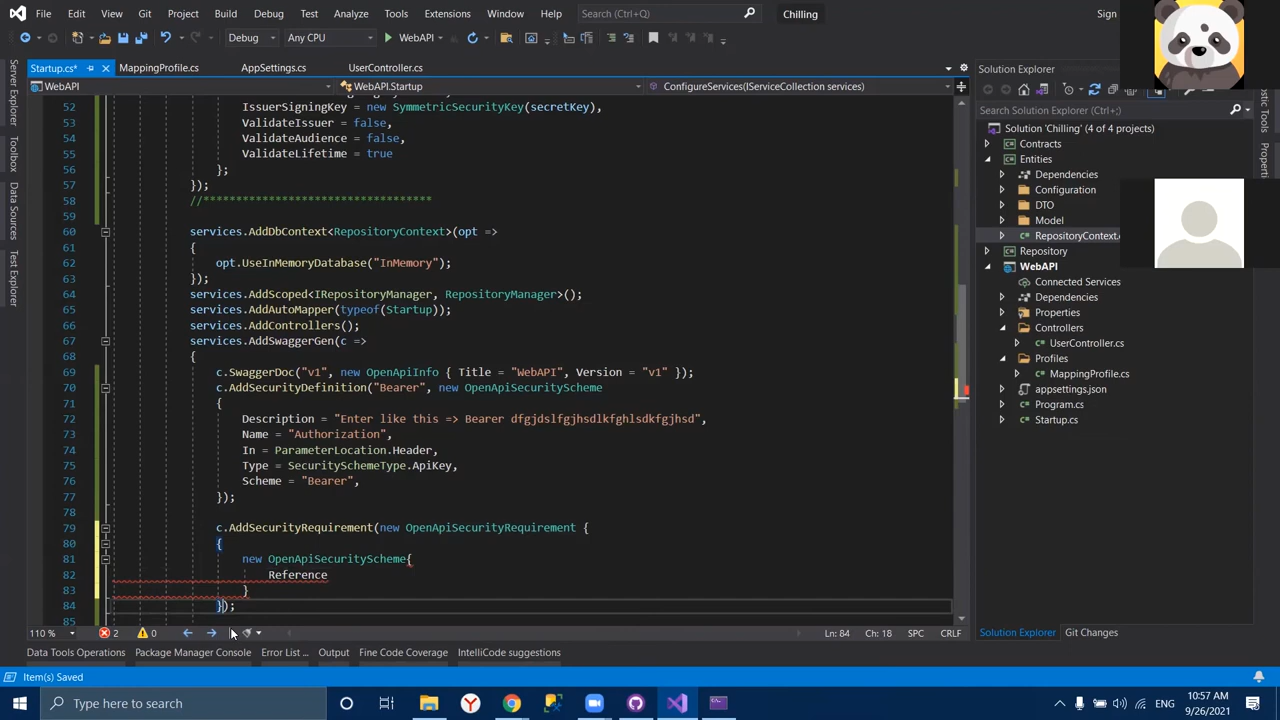 File Edit View Git Project Build Debug Test Analyze Tools Extensions Window Help Search (Ctrl+Q) Chilling Sign
Debug Any CPU WebAPI
Startup.cs* MappingProfile.cs AppSettings.cs UserController.cs
WebAPI WebAPI.Startup ConfigureServices(IServiceCollection services)
Server Explorer
Toolbox
Data Sources
Test Explorer
52 IssuerSigningKey = new SymmetricSecurityKey(secretKey),
53 ValidateIssuer = false,
54 ValidateAudience = false,
55 ValidateLifetime = true
56 };
57 });
58 //*********************************
59
60 services.AddDbContext<RepositoryContext>(opt =>
61 {
62 opt.UseInMemoryDatabase("InMemory");
63 });
64 services.AddScoped<IRepositoryManager, RepositoryManager>();
65 services.AddAutoMapper(typeof(Startup));
66 services.AddControllers();
67 services.AddSwaggerGen(c =>
68 {
69 c.SwaggerDoc("v1", new OpenApiInfo { Title = "WebAPI", Version = "v1" });
70 c.AddSecurityDefinition("Bearer", new OpenApiSecurityScheme
71 {
72 Description = "Enter like this => Bearer dfgjdslfgjhsdlkfghlsdkfgjhsd",
73 Name = "Authorization",
74 In = ParameterLocation.Header,
75 Type = SecuritySchemeType.ApiKey,
76 Scheme = "Bearer",
77 });
78
79 c.AddSecurityRequirement(new OpenApiSecurityRequirement {
80 {
81 new OpenApiSecurityScheme{
82 Reference
83 }
84 });
85
110 % 2 0 Ln: 84 Ch: 18 SPC CRLF
Solution Explorer
Search Solution Explorer (Ctrl+;)
Solution 'Chilling' (4 of 4 projects)
Contracts
Entities
Dependencies
Configuration
DTO
Model
RepositoryContext.
Repository
WebAPI
Connected Services
Dependencies
Properties
Controllers
UserController.cs
Profiles
MappingProfile.cs
appsettings.json
Program.cs
Startup.cs
Solution Explorer Git Changes
Data Tools Operations Package Manager Console Error List ... Output Fine Code Coverage IntelliCode suggestions
Item(s) Saved
Type here to search ENG 10:57 AM
9/26/2021